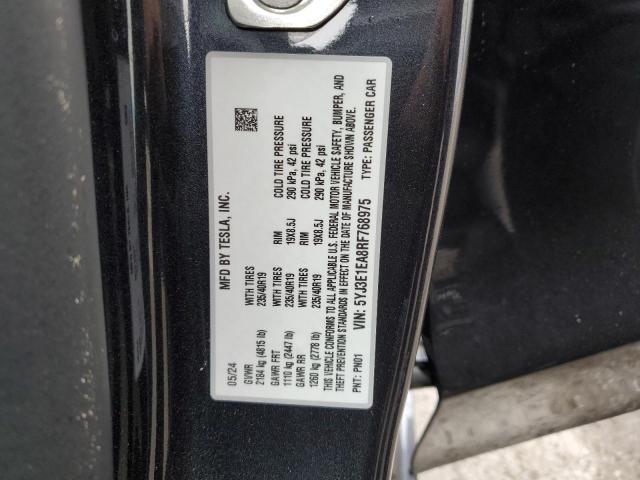 MFD BY TESLA, INC.
05/24
GVWR WITH TIRES RIM COLD TIRE PRESSURE
2184 kg (4815 lb) 235/40R19 19X8.5J 290 kPa, 42 psi
GAWR FRT WITH TIRES RIM COLD TIRE PRESSURE
1110 kg (2447 lb) 235/40R19 19X8.5J 290 kPa, 42 psi
GAWR RR WITH TIRES
1260 kg (2778 lb) 235/40R19
THIS VEHICLE CONFORMS TO ALL APPLICABLE U.S. FEDERAL MOTOR VEHICLE SAFETY, BUMPER, AND
THEFT PREVENTION STANDARDS IN EFFECT ON THE DATE OF MANUFACTURE SHOWN ABOVE.
PNT: PN01 VIN: 5YJ3E1EA8RF768975 TYPE: PASSENGER CAR